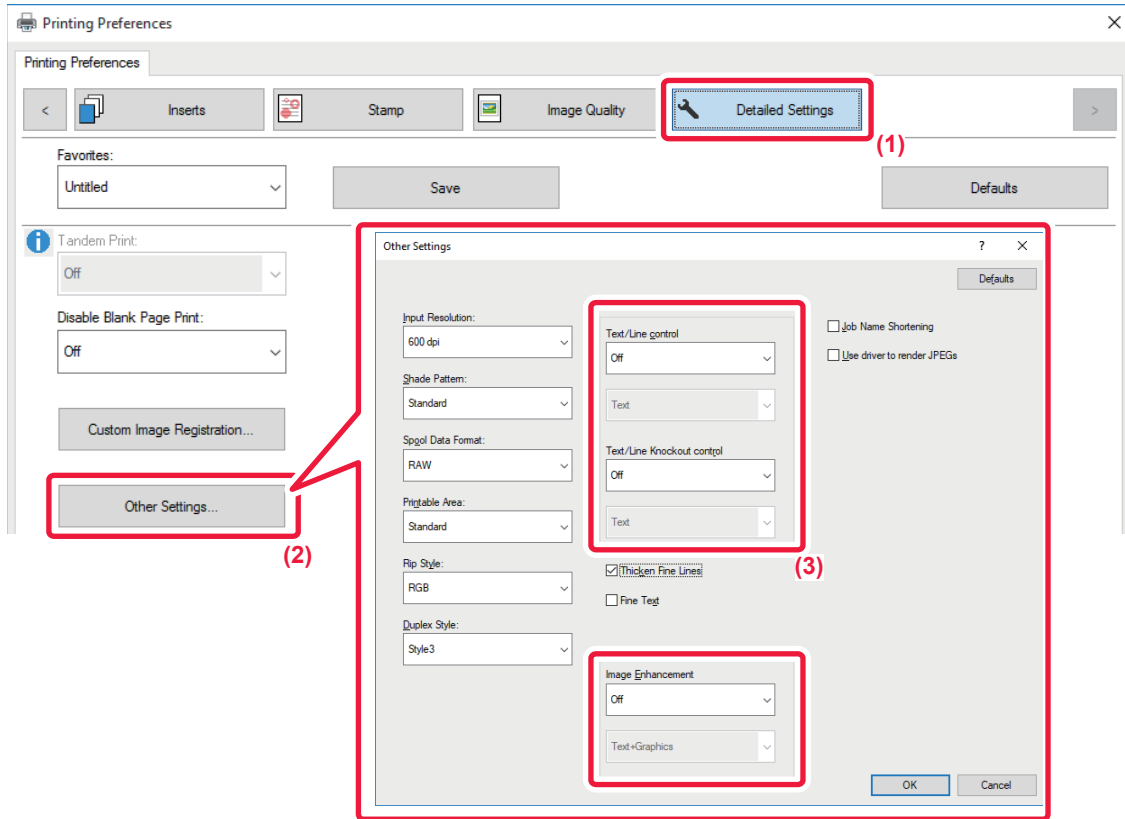 Printing Preferences
Printing Preferences
<
Inserts
Stamp
Image Quality
Detailed Settings
>
(1)
Favorites:
Untitled
Save
Defaults
Tandem Print:
Off
Disable Blank Page Print:
Off
Custom Image Registration...
Other Settings...
(2)
Other Settings
?
Defaults
Input Resolution:
600 dpi
Shade Pattern:
Standard
Spool Data Format:
RAW
Printable Area:
Standard
Rip Style:
RGB
Duplex Style:
Style3
Text/Line control
Off
Text
Text/Line Knockout control
Off
Text
(3)
Thicken Fine Lines
Fine Text
Image Enhancement
Off
Text+Graphics
Job Name Shortening
Use driver to render JPEGs
OK
Cancel